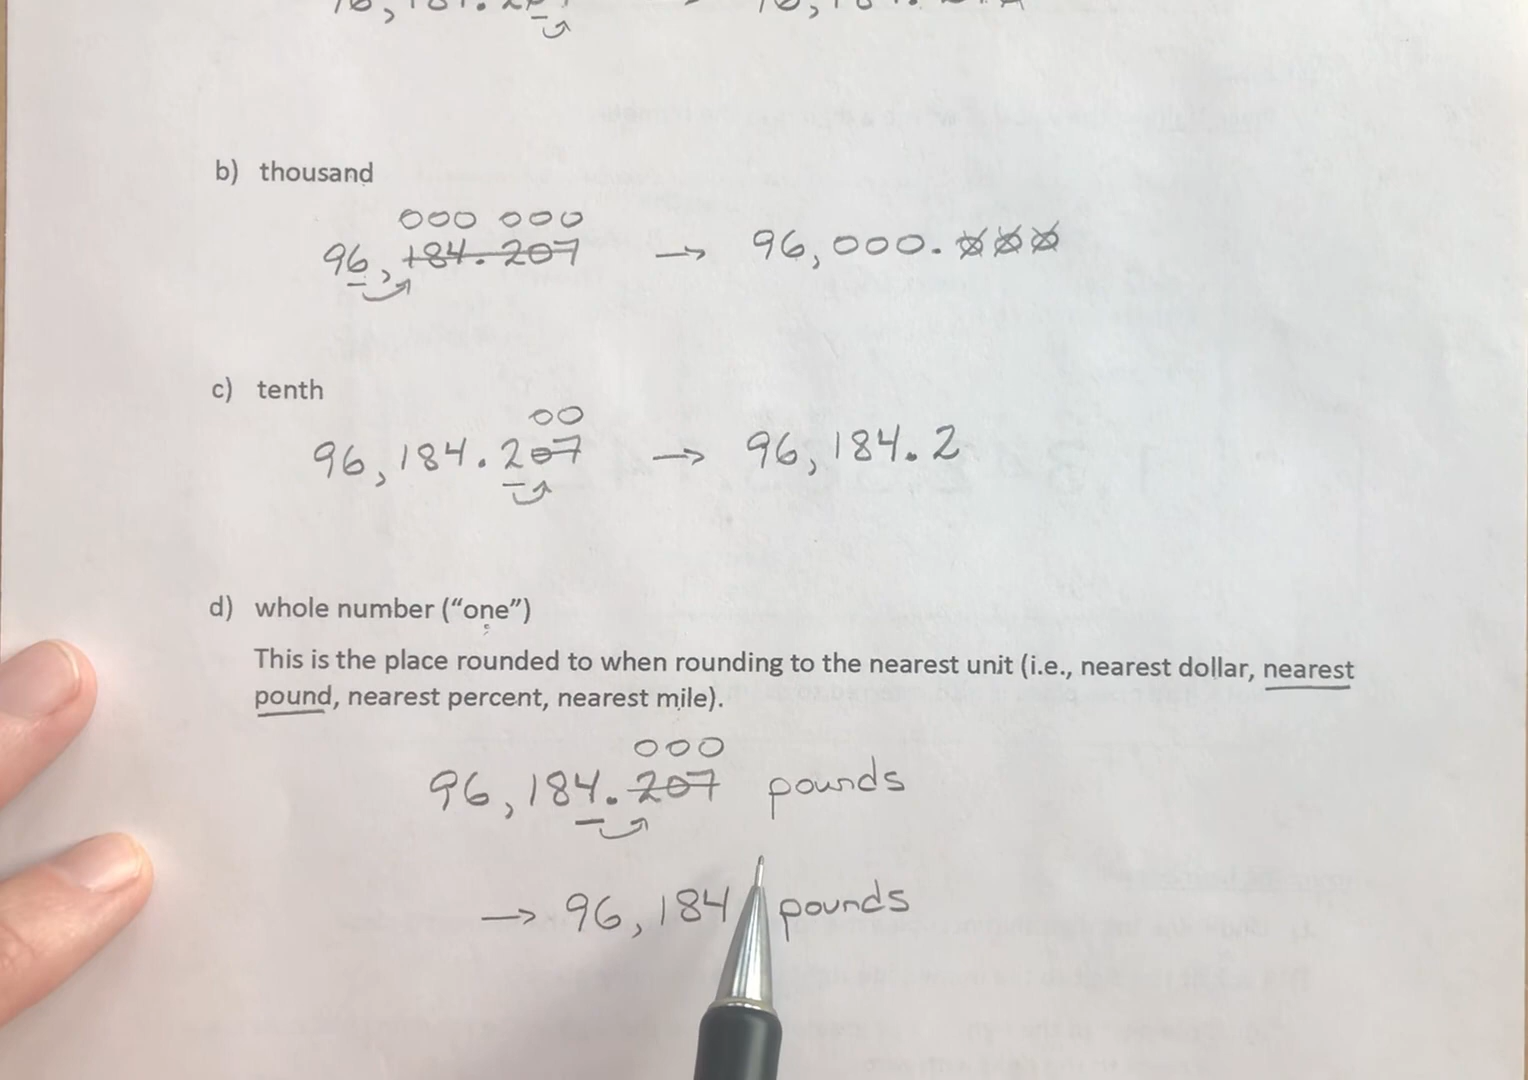 b) thousand
000 000
96,184.207 → 96,000.000
c) tenth
00
96,184.207 → 96,184.2
d) whole number (“one”)
This is the place rounded to when rounding to the nearest unit (i.e., nearest dollar, nearest
pound, nearest percent, nearest mile).
000
96,184.207 pounds
→ 96,184 pounds